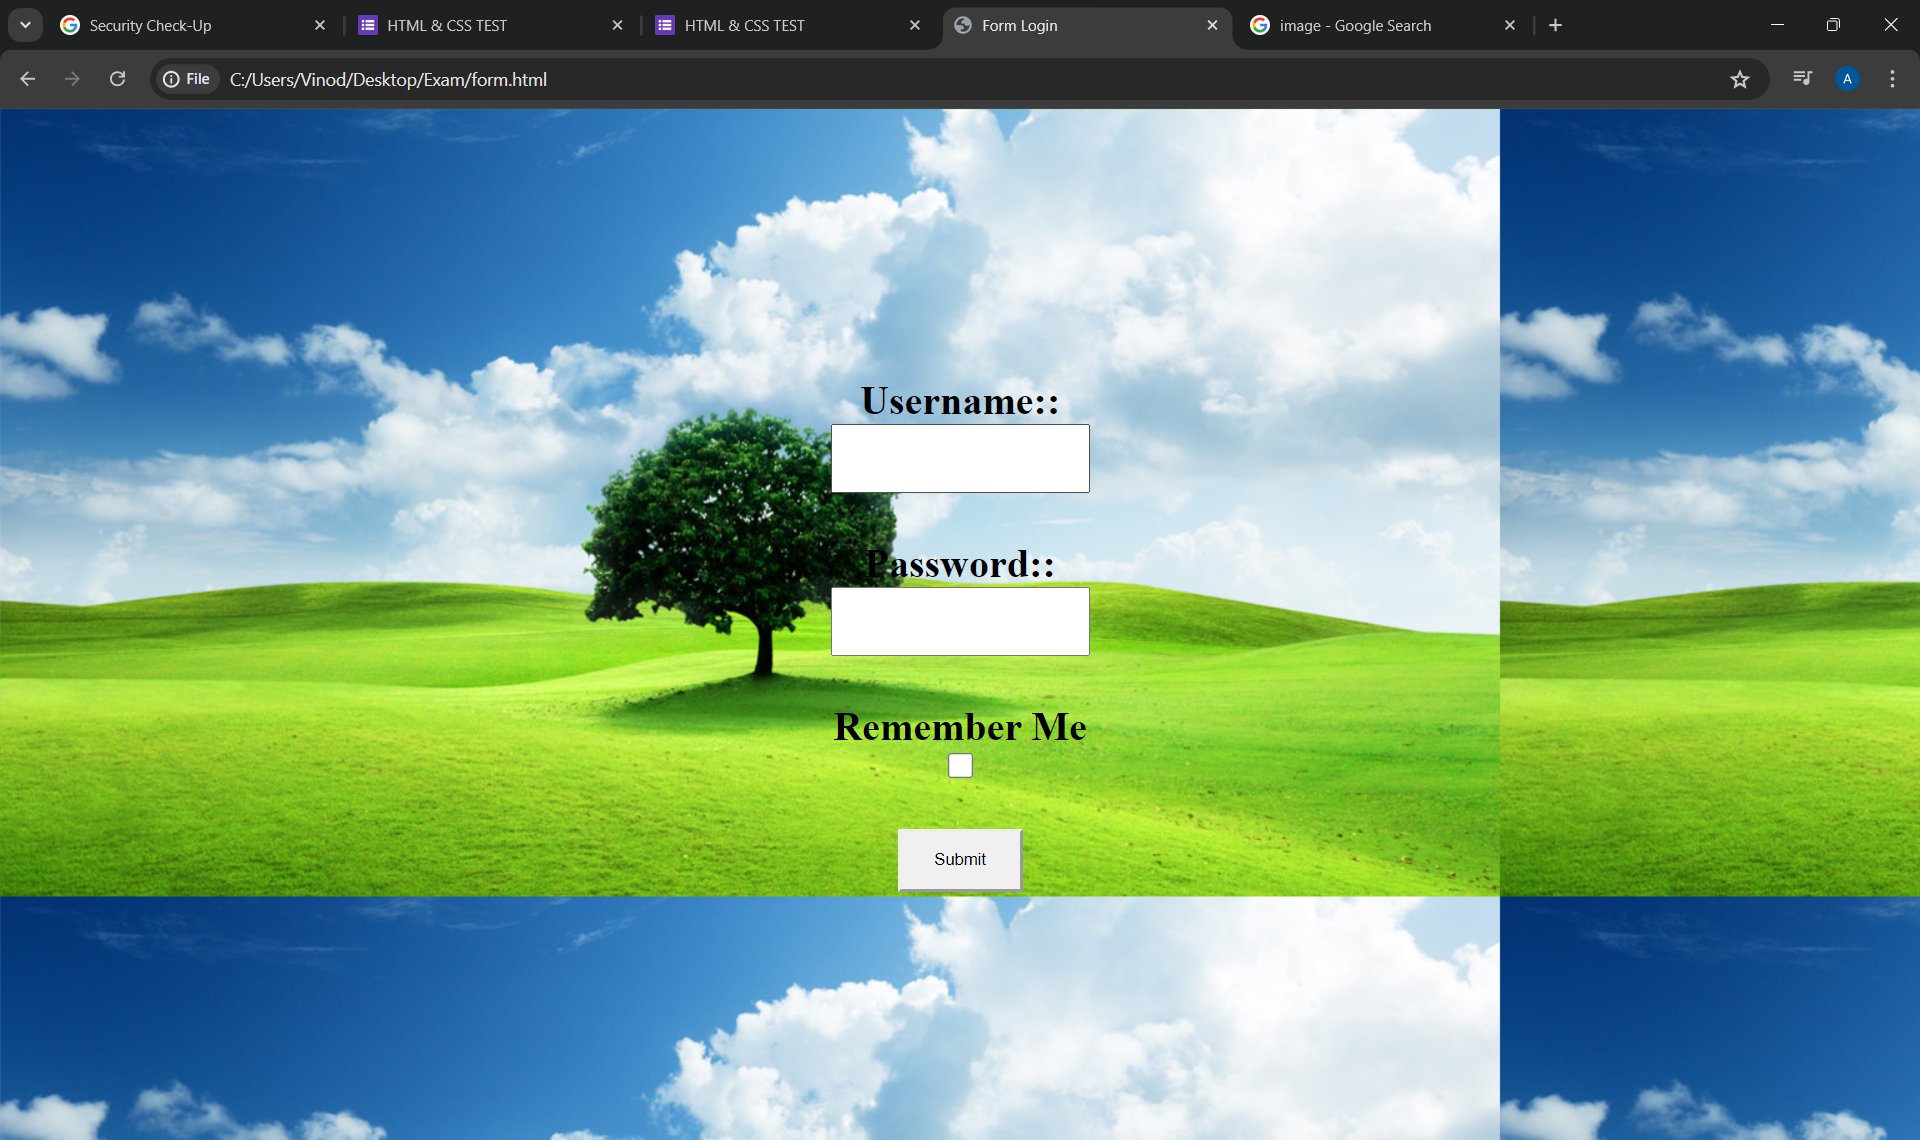 Security Check-Up
HTML & CSS TEST
HTML & CSS TEST
Form Login
image - Google Search
File
C:/Users/Vinod/Desktop/Exam/form.html
A
Username::
Password::
Remember Me
Submit